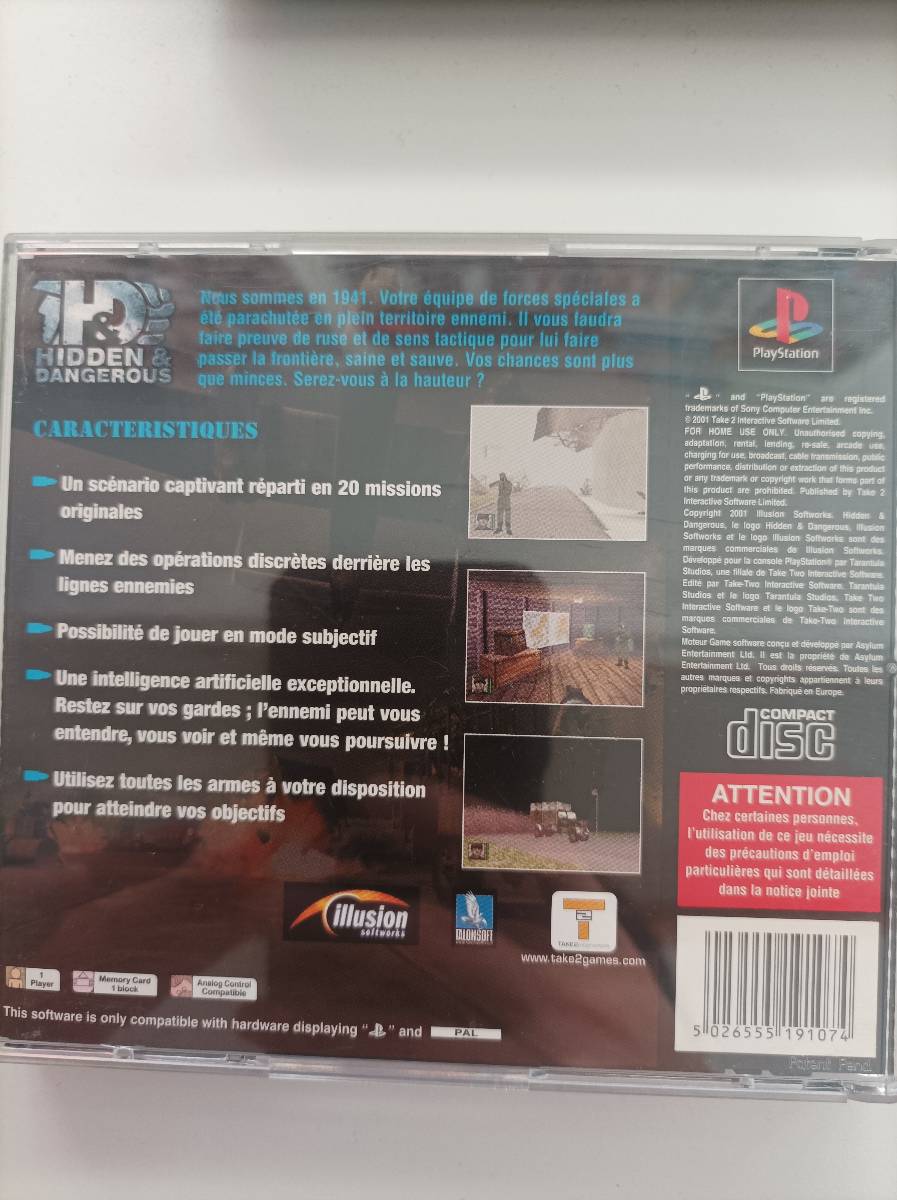 H&D
HIDDEN &
DANGEROUS
Nous sommes en 1941. Votre équipe de forces spéciales a
été parachutée en plein territoire ennemi. Il vous faudra
faire preuve de ruse et de sens tactique pour lui faire
passer la frontière, saine et sauve. Vos chances sont plus
que minces. Serez-vous à la hauteur ?
CARACTERISTIQUES
Un scénario captivant réparti en 20 missions
originales
Menez des opérations discrètes derrière les
lignes ennemies
Possibilité de jouer en mode subjectif
Une intelligence artificielle exceptionnelle.
Restez sur vos gardes ; l'ennemi peut vous
entendre, vous voir et même vous poursuivre !
Utilisez toutes les armes à votre disposition
pour atteindre vos objectifs
illusion
softworks
TALONSOFT
T
TAKE2
www.take2games.com
1
Player
Memory Card
1 block
Analog Control
Compatible
This software is only compatible with hardware displaying " " and PAL
PlayStation
" " and "PlayStation" are registered
trademarks of Sony Computer Entertainment Inc.
© 2001 Take 2 Interactive Software Limited.
FOR HOME USE ONLY. Unauthorised copying,
adaptation, rental, lending, re-sale, arcade use,
charging for use, broadcast, cable transmission, public
performance, distribution or extraction of this product
or any trademark or copyright work that forms part of
this product are prohibited. Published by Take 2
Interactive Software Limited.
Copyright 2001 Illusion Softworks. Hidden &
Dangerous, le logo Hidden & Dangerous, Illusion
Softworks et le logo Illusion Softworks sont des
marques commerciales de Illusion Softworks.
Développé pour la console PlayStation® par Tarantula
Studios, une filiale de Take Two Interactive Software.
Edité par Take-Two Interactive Software. Tarantula
Studios et le logo Tarantula Studios, Take Two
Interactive Software et le logo Take-Two sont des
marques commerciales de Take-Two Interactive
Software.
Moteur Game software conçu et développé par Asylum
Entertainment Ltd. Il est la propriété de Asylum
Entertainment Ltd. Tous droits réservés. Toutes les
autres marques et copyrights appartiennent à leurs
propriétaires respectifs. Fabriqué en Europe.
COMPACT
disc
ATTENTION
Chez certaines personnes,
l'utilisation de ce jeu nécessite
des précautions d'emploi
particulières qui sont détaillées
dans la notice jointe
5 026555 191074
Patent Pend